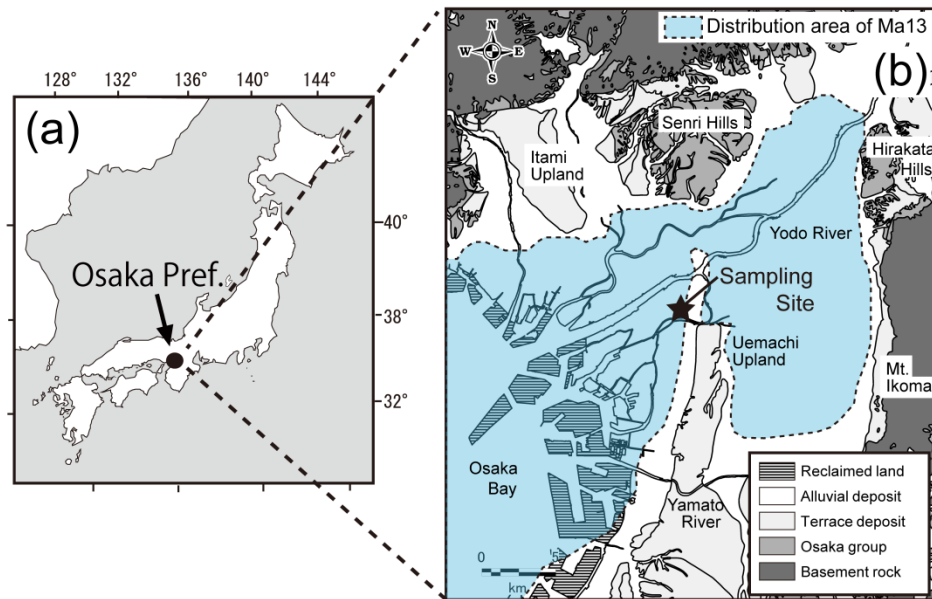 (a)
128°
132°
136°
140°
144°
40°
38°
32°
Osaka Pref.
(b)
Distribution area of Ma13
N
W
E
S
Senri Hills
Itami
Upland
Hirakata
Hills
Yodo River
Sampling
Site
Uemachi
Upland
Mt.
Ikoma
Osaka
Bay
Yamato
River
0
5
km
Reclaimed land
Alluvial deposit
Terrace deposit
Osaka group
Basement rock